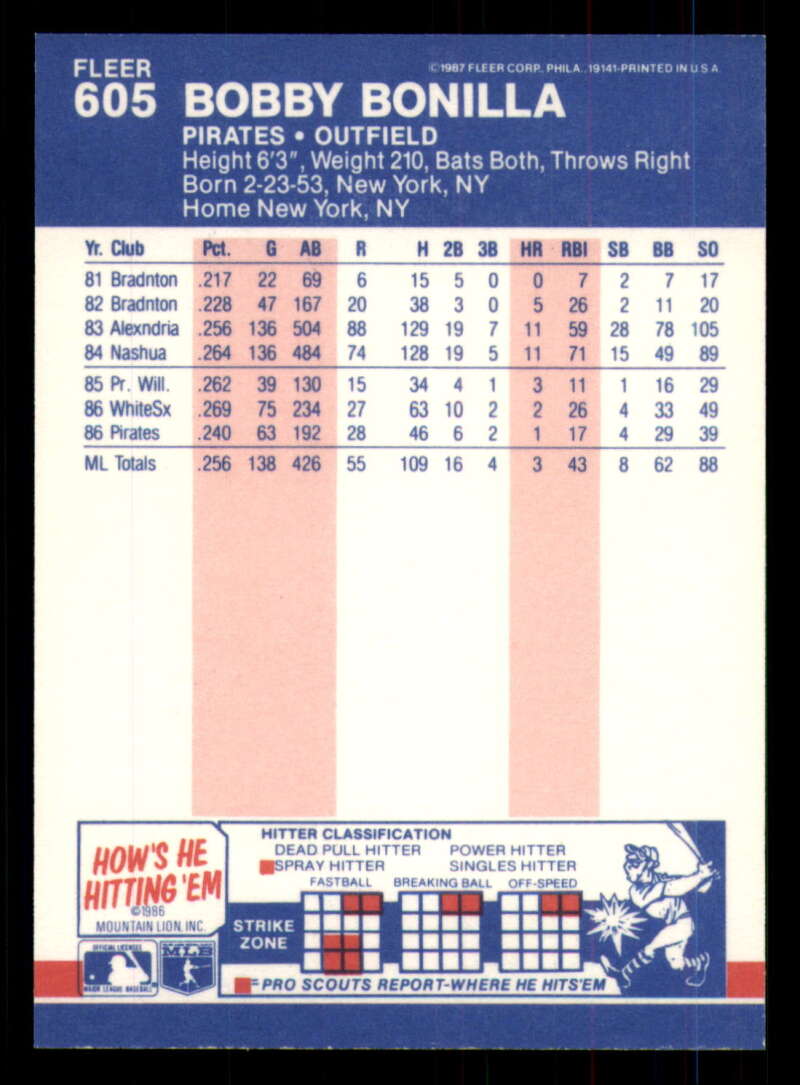 FLEER ©1987 FLEER CORP., PHILA., 19141-PRINTED IN U.S.A.
605 BOBBY BONILLA
PIRATES • OUTFIELD
Height 6'3", Weight 210, Bats Both, Throws Right
Born 2-23-53, New York, NY
Home New York, NY
Yr. Club Pct. G AB R H 2B 3B HR RBI SB BB SO
81 Bradnton .217 22 69 6 15 5 0 0 7 2 7 17
82 Bradnton .228 47 167 20 38 3 0 5 26 2 11 20
83 Alexndria .256 136 504 88 129 19 7 11 59 28 78 105
84 Nashua .264 136 484 74 128 19 5 11 71 15 49 89
85 Pr. Will. .262 39 130 15 34 4 1 3 11 1 16 29
86 WhiteSx .269 75 234 27 63 10 2 2 26 4 33 49
86 Pirates .240 63 192 28 46 6 2 1 17 4 29 39
ML Totals .256 138 426 55 109 16 4 3 43 8 62 88
HOW'S HE
HITTING 'EM
©1986
MOUNTAIN LION, INC.
HITTER CLASSIFICATION
DEAD PULL HITTER POWER HITTER
SPRAY HITTER SINGLES HITTER
FASTBALL BREAKING BALL OFF-SPEED
STRIKE
ZONE
OFFICIAL LICENSEE
MAJOR LEAGUE BASEBALL
=PRO SCOUTS REPORT-WHERE HE HITS'EM